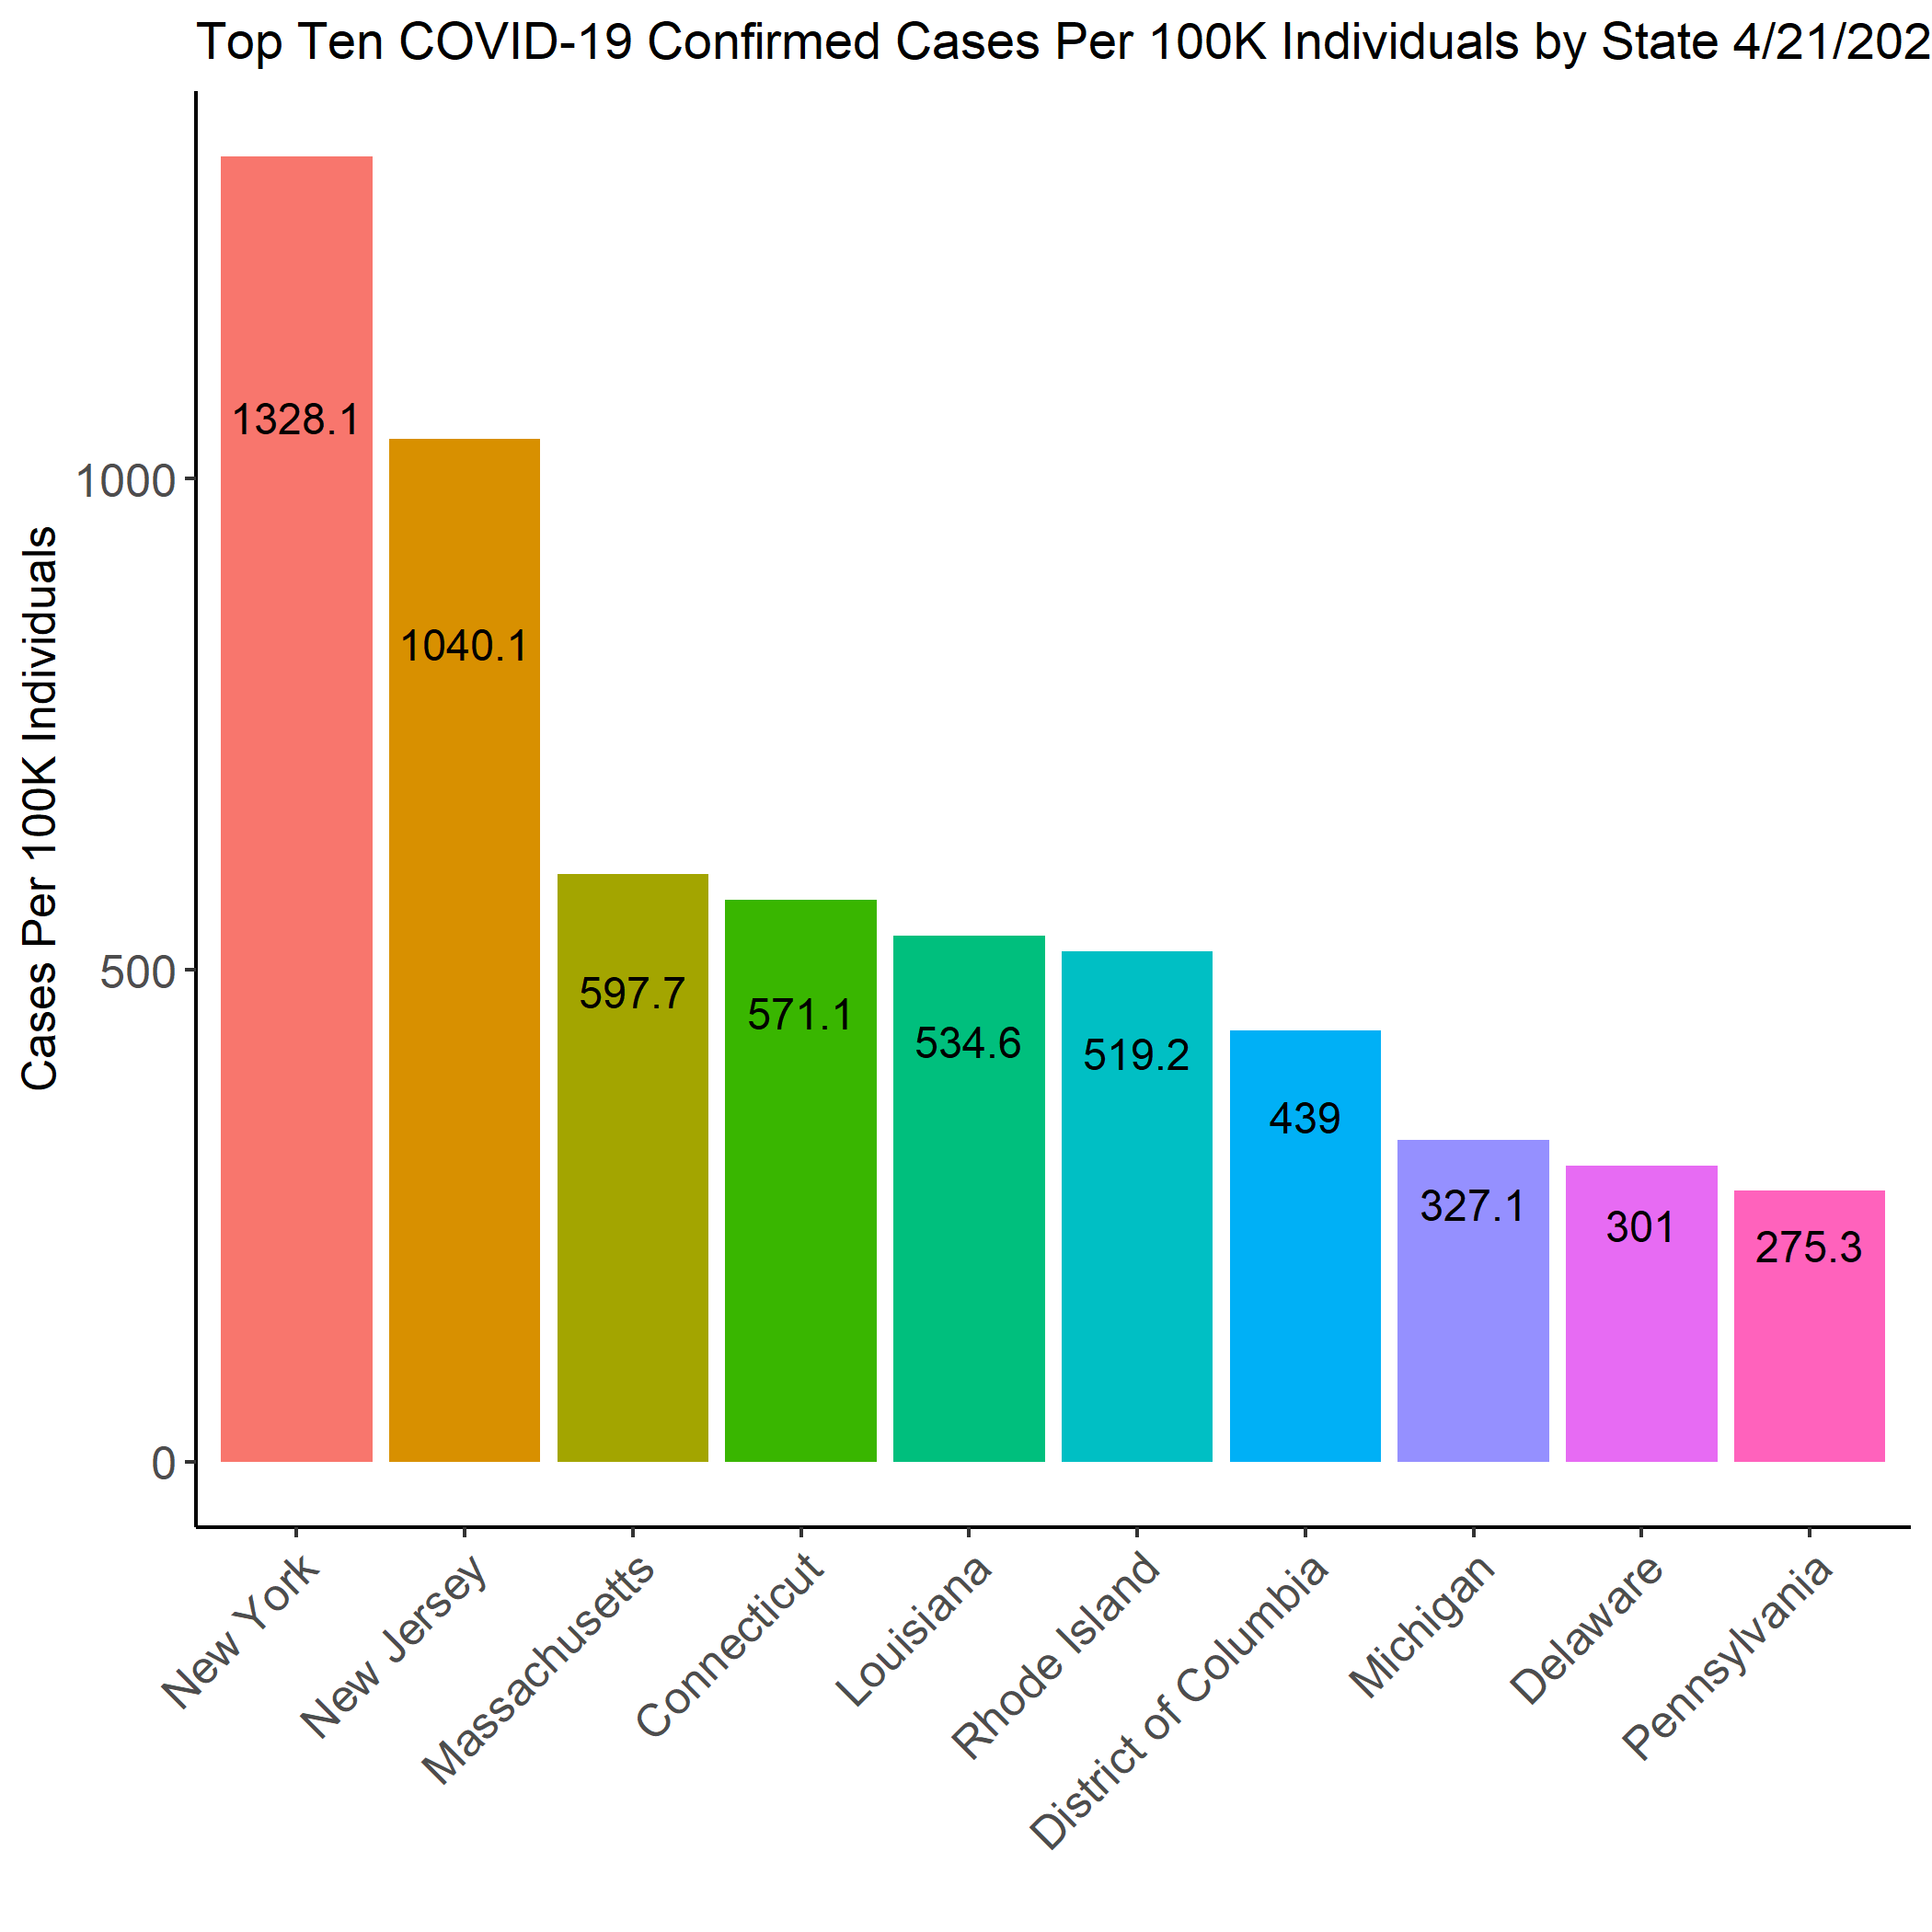 Top Ten COVID-19 Confirmed Cases Per 100K Individuals by State 4/21/202
Cases Per 100K Individuals
1000
500
0
1328.1
1040.1
597.7
571.1
534.6
519.2
439
327.1
301
275.3
New York
New Jersey
Massachusetts
Connecticut
Louisiana
Rhode Island
District of Columbia
Michigan
Delaware
Pennsylvania